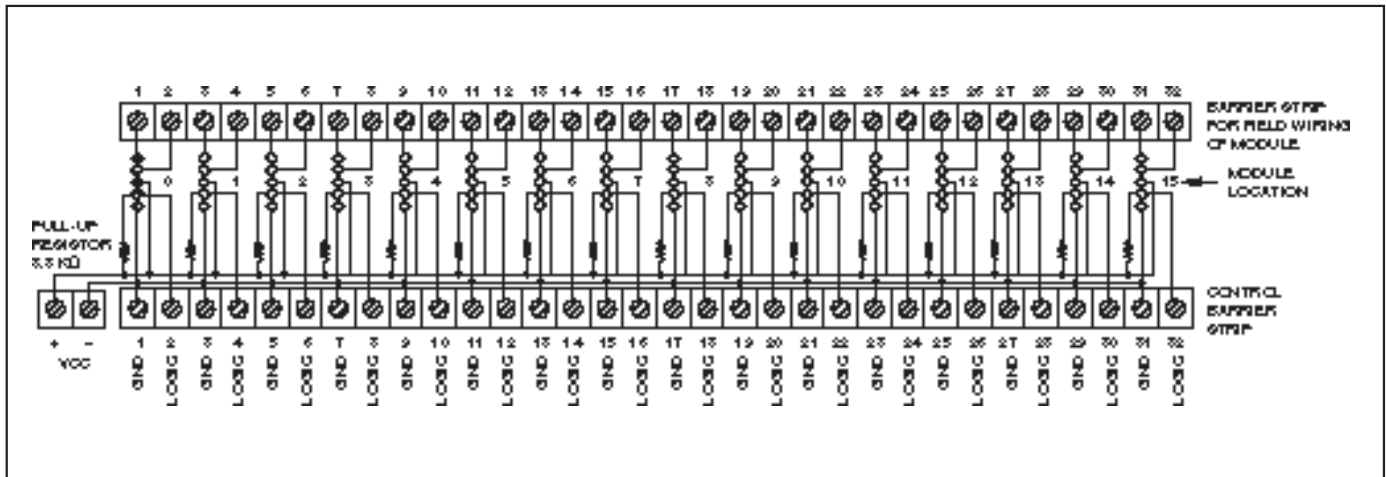 1 2 3 4 5 6 7 8 9 10 11 12 13 14 15 16 17 18 19 20 21 22 23 24 25 26 27 28 29 30 31 32
BARRIER STRIP
FOR FIELD WIRING
OF MODULE
0 1 2 3 4 5 6 7 8 9 10 11 12 13 14 15
MODULE
LOCATION
PULL-UP
RESISTOR
3.3 KΩ
CONTROL
BARRIER
STRIP
+ -
VCC
1 2 3 4 5 6 7 8 9 10 11 12 13 14 15 16 17 18 19 20 21 22 23 24 25 26 27 28 29 30 31 32
GND LOGIC GND LOGIC GND LOGIC GND LOGIC GND LOGIC GND LOGIC GND LOGIC GND LOGIC GND LOGIC GND LOGIC GND LOGIC GND LOGIC GND LOGIC GND LOGIC GND LOGIC GND LOGIC